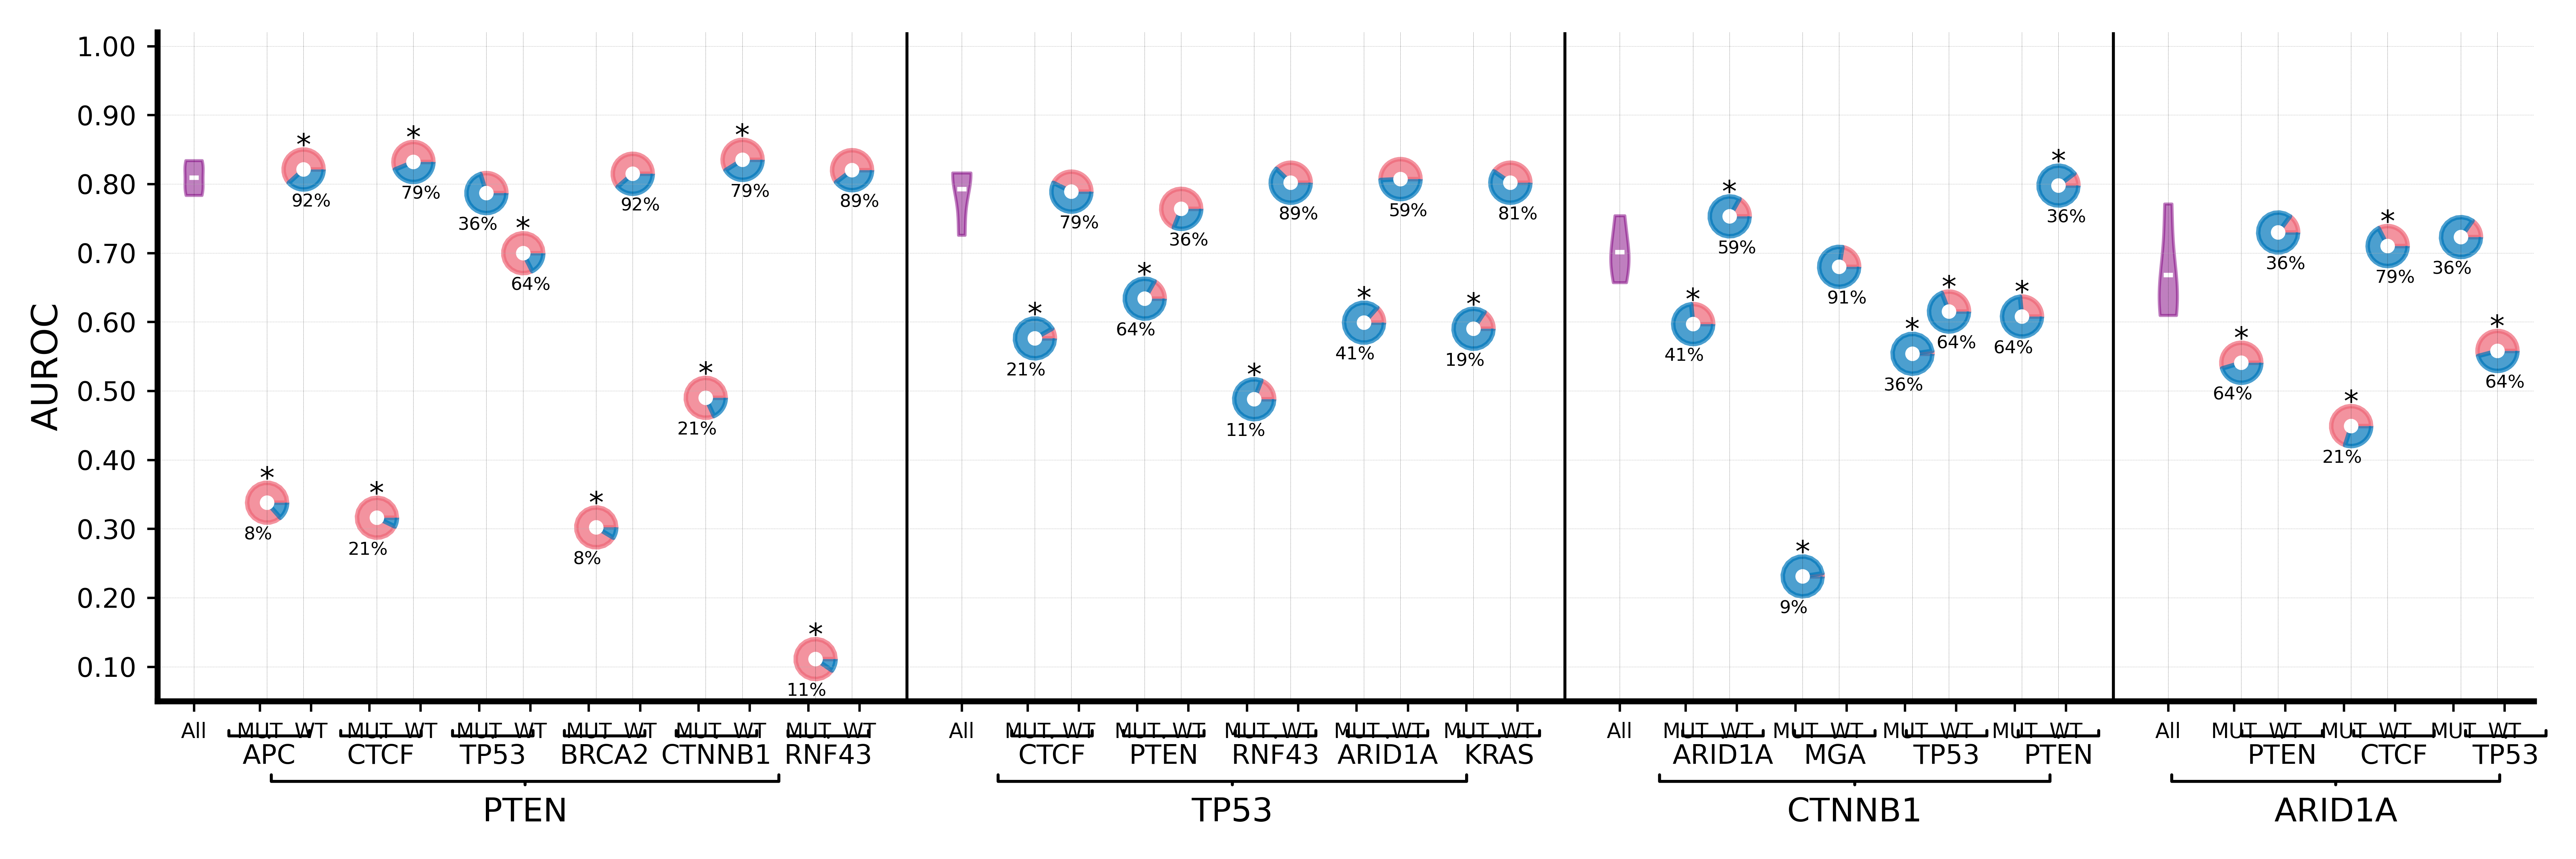 AUROC
1.00
0.90
0.80
0.70
0.60
0.50
0.40
0.30
0.20
0.10
* * * * * * * * *
92% 79% 36% 64% 92% 79% 89%
8% 21% 8% 21% 11%
* * * * *
79% 36% 89% 59% 81%
21% 64% 11% 41% 19%
* * * * * * *
59% 91% 64% 36%
41% 9% 36% 64%
* * * *
36% 79% 36%
64% 21% 64%
All MUT WT MUT WT MUT WT MUT WT MUT WT MUT WT All MUT WT MUT WT MUT WT MUT WT MUT WT All MUT WT MUT WT MUT WT MUT WT All MUT WT MUT WT MUT WT
APC CTCF TP53 BRCA2 CTNNB1 RNF43 CTCF PTEN RNF43 ARID1A KRAS ARID1A MGA TP53 PTEN PTEN CTCF TP53
PTEN TP53 CTNNB1 ARID1A